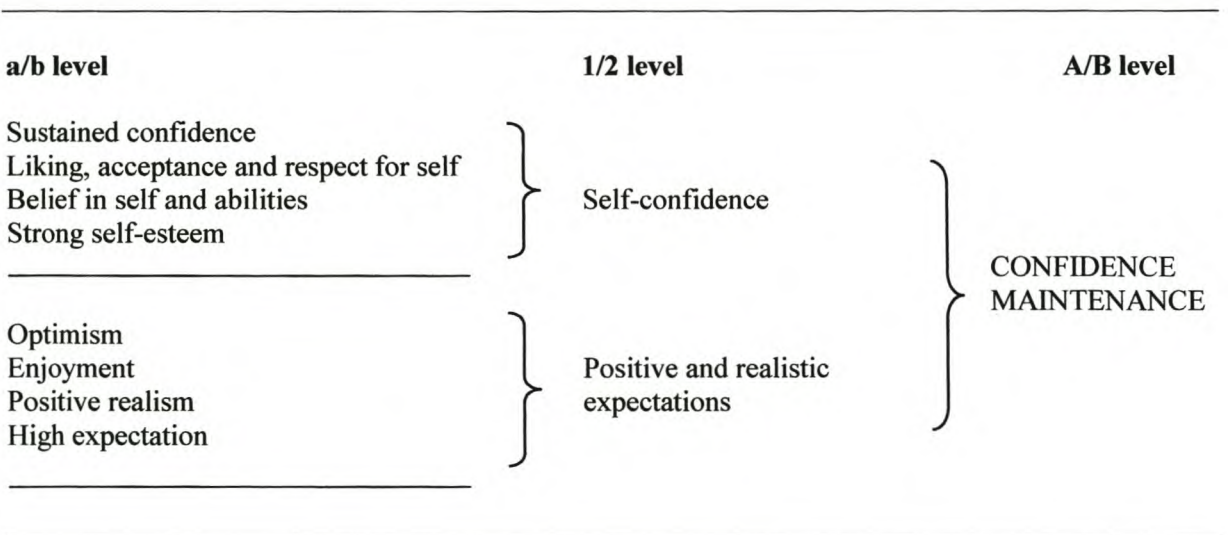 a/b level
1/2 level
A/B level
Sustained confidence
Liking, acceptance and respect for self
Belief in self and abilities
Strong self-esteem
Self-confidence
Optimism
Enjoyment
Positive realism
High expectation
Positive and realistic
expectations
CONFIDENCE
MAINTENANCE